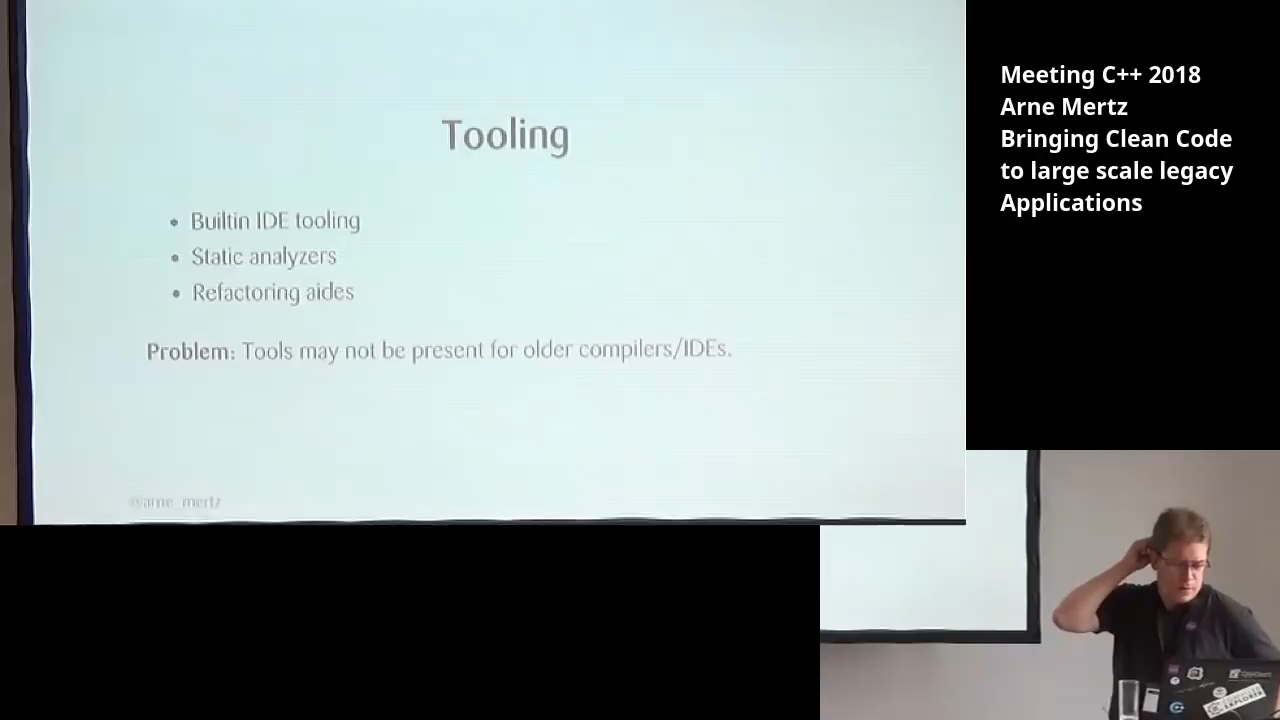 Tooling
• Builtin IDE tooling
• Static analyzers
• Refactoring aides
Problem: Tools may not be present for older compilers/IDEs.
@arne_mertz
Meeting C++ 2018
Arne Mertz
Bringing Clean Code
to large scale legacy
Applications
EXPLORER